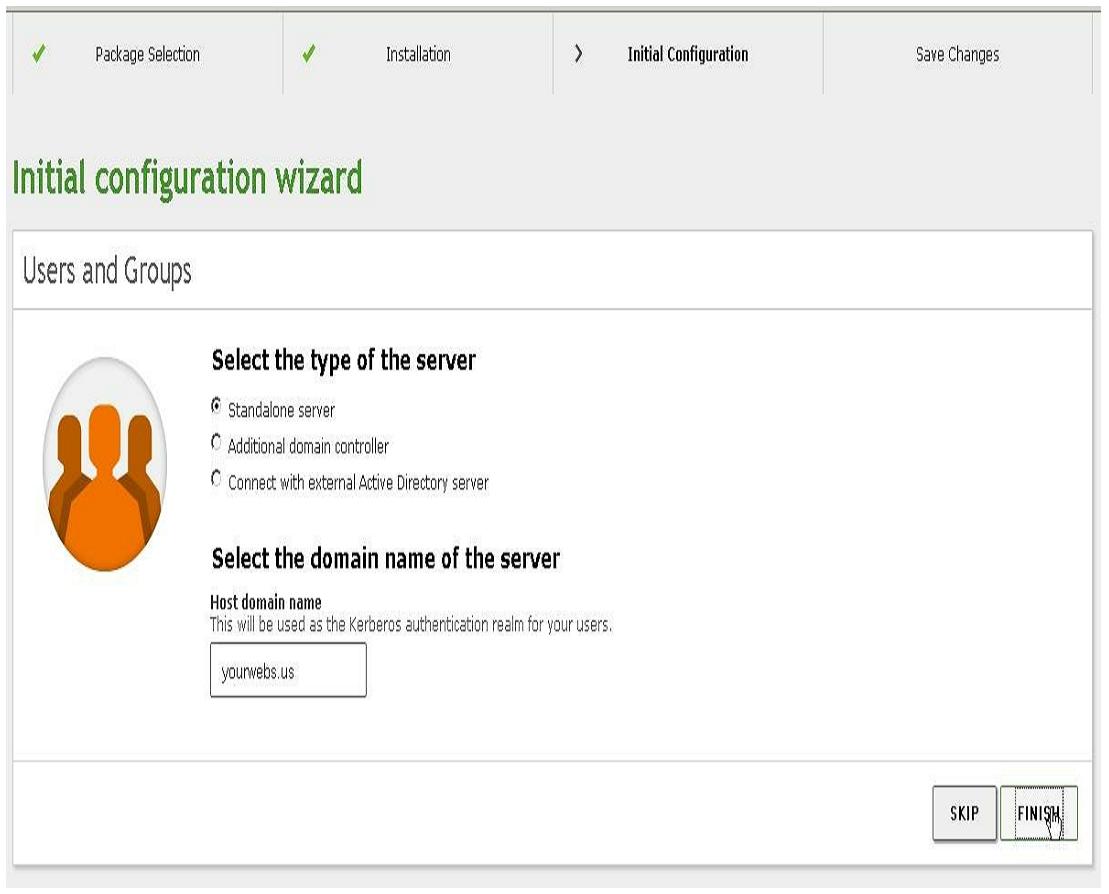 Package Selection
Installation
Initial Configuration
Save Changes
Initial configuration wizard
Users and Groups
Select the type of the server
Standalone server
Additional domain controller
Connect with external Active Directory server
Select the domain name of the server
Host domain name
This will be used as the Kerberos authentication realm for your users.
yourwebs.us
SKIP
FINISH